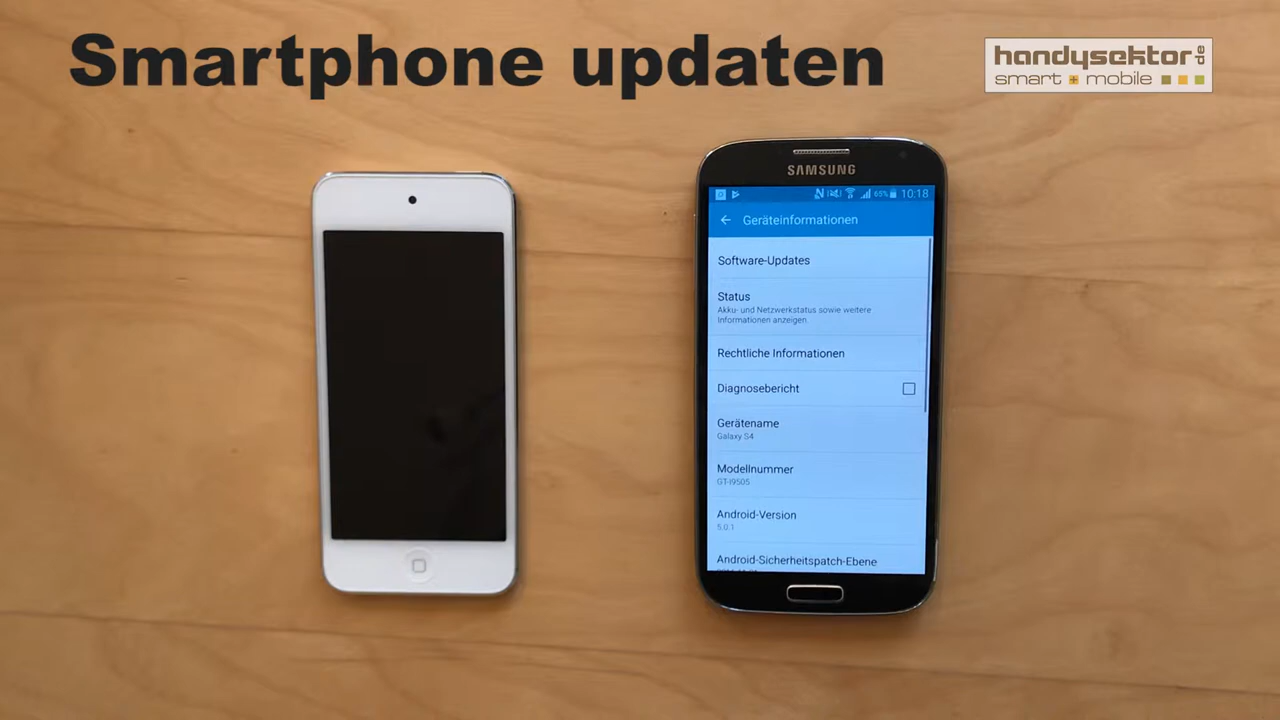 Smartphone updaten
handysektor.de
smart + mobile
SAMSUNG
65% 10:18
Geräteinformationen
Software-Updates
Status
Akku- und Netzwerkstatus sowie weitere
Informationen anzeigen.
Rechtliche Informationen
Diagnosebericht
Gerätename
Galaxy S4
Modellnummer
GT-I9505
Android-Version
5.0.1
Android-Sicherheitspatch-Ebene